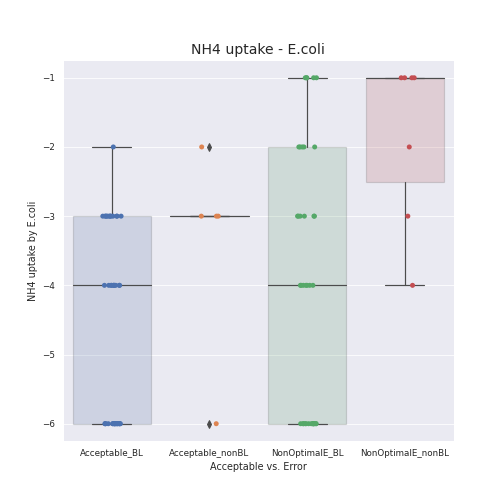 NH4 uptake - E.coli
−1
−2
−3
−4
−5
−6
NH4 uptake by E.coli
Acceptable_BL
Acceptable_nonBL
NonOptimalE_BL
NonOptimalE_nonBL
Acceptable vs. Error